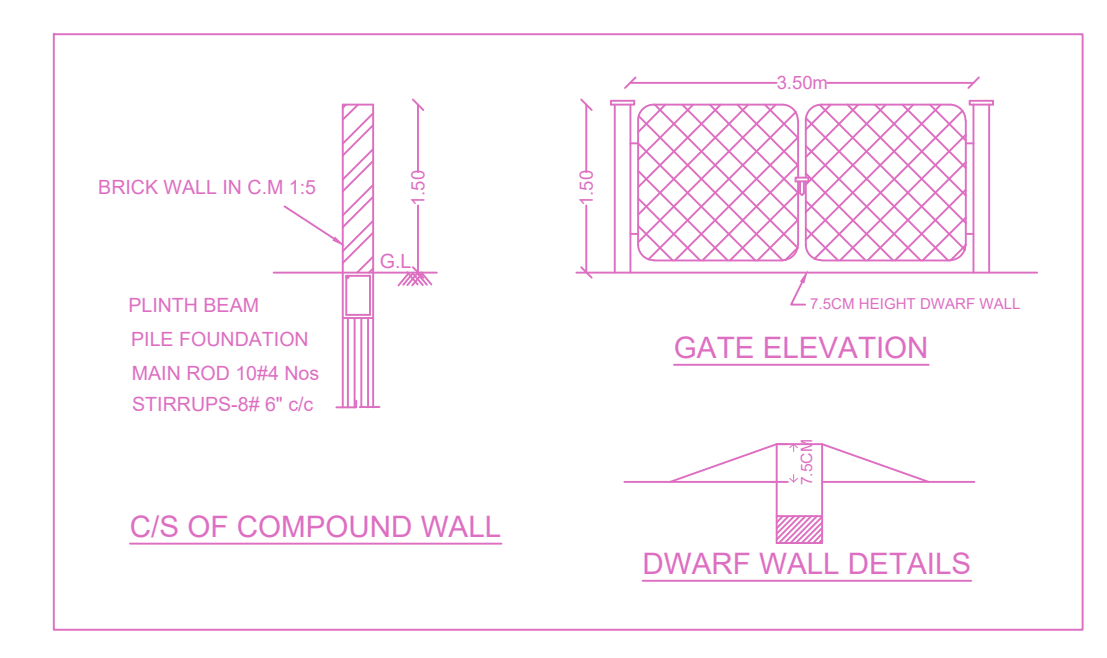 BRICK WALL IN C.M 1:5
1.50
G.L
PLINTH BEAM
PILE FOUNDATION
MAIN ROD 10#4 Nos
STIRRUPS-8# 6" c/c
C/S OF COMPOUND WALL
3.50m
1.50
7.5CM HEIGHT DWARF WALL
GATE ELEVATION
7.5CM
DWARF WALL DETAILS